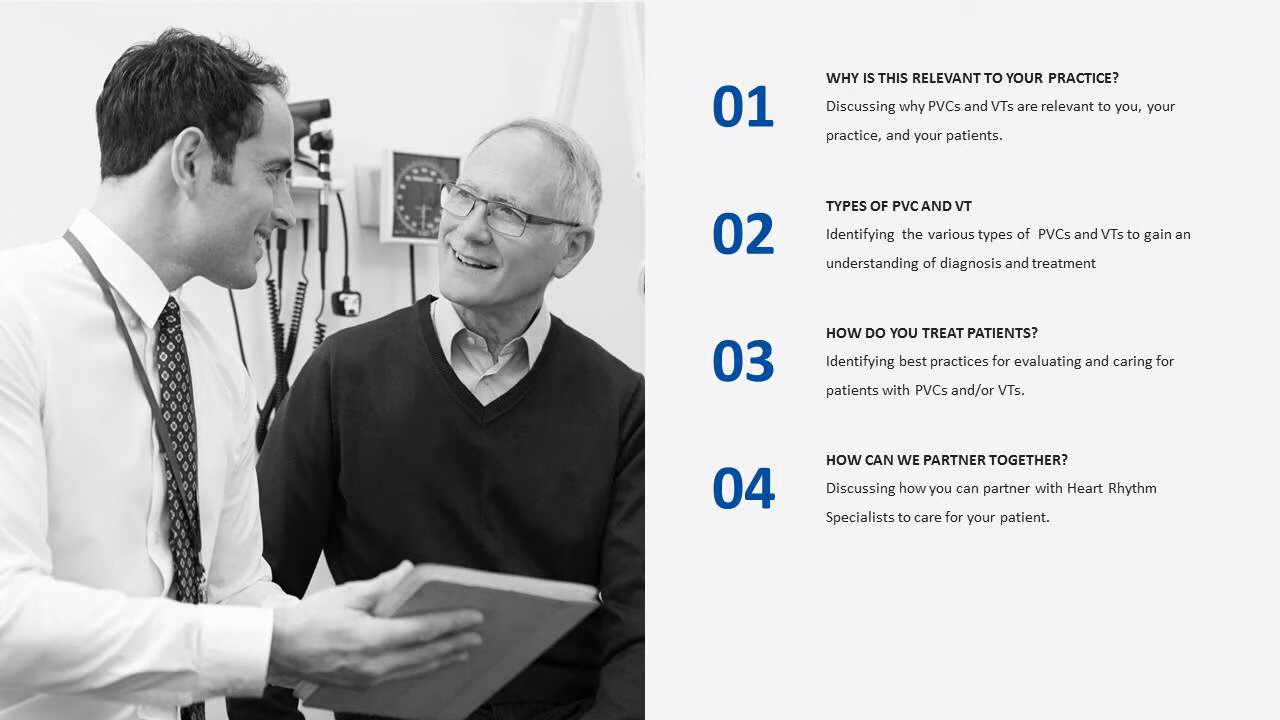 01
WHY IS THIS RELEVANT TO YOUR PRACTICE?
Discussing why PVCs and VTs are relevant to you, your
practice, and your patients.
02
TYPES OF PVC AND VT
Identifying the various types of PVCs and VTs to gain an
understanding of diagnosis and treatment
03
HOW DO YOU TREAT PATIENTS?
Identifying best practices for evaluating and caring for
patients with PVCs and/or VTs.
04
HOW CAN WE PARTNER TOGETHER?
Discussing how you can partner with Heart Rhythm
Specialists to care for your patient.